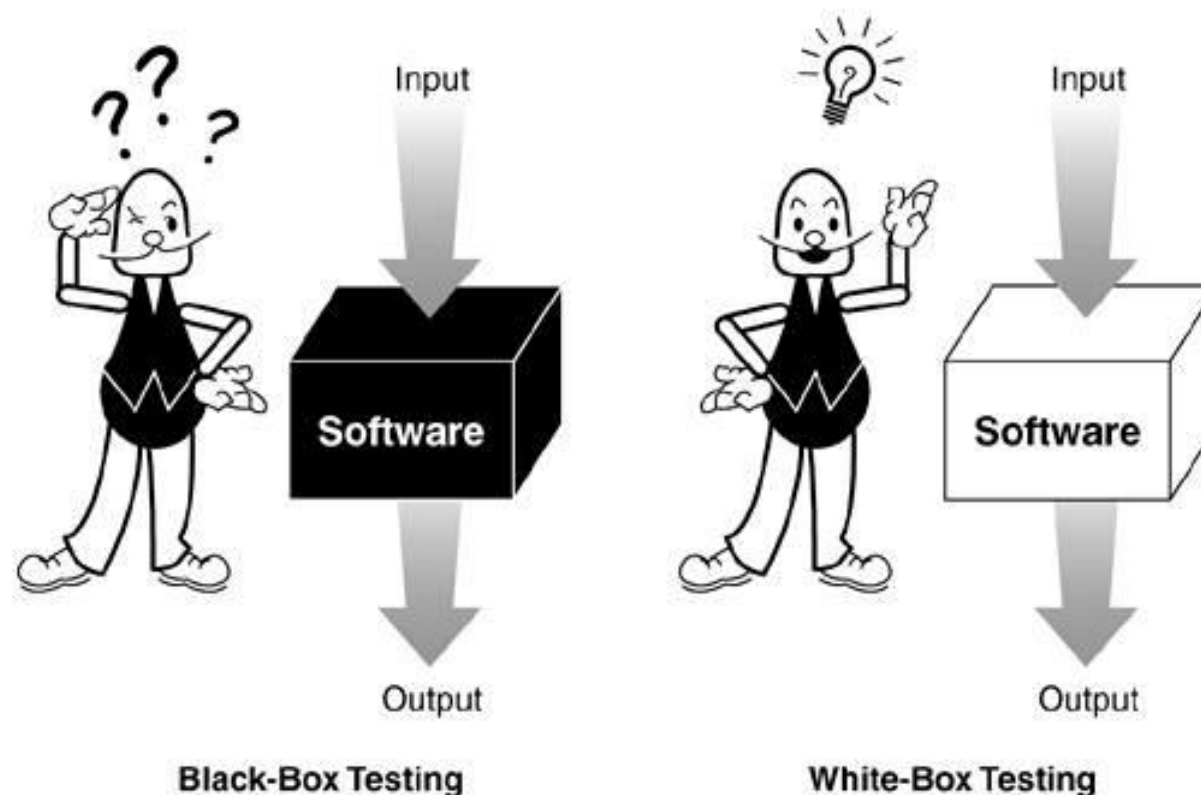 Input
Software
Output
Black-Box Testing
Input
Software
Output
White-Box Testing